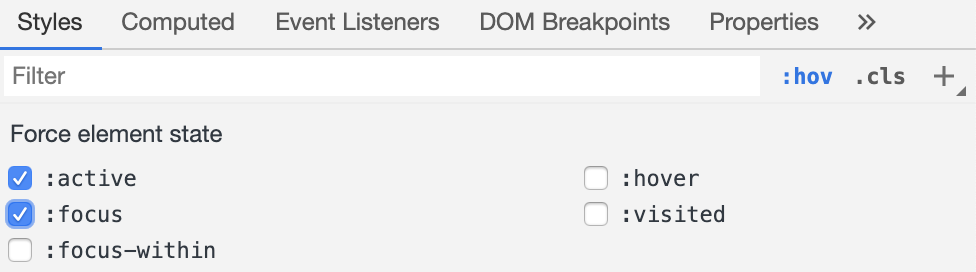 Styles Computed Event Listeners DOM Breakpoints Properties »
Filter :hov .cls +
Force element state
:active :hover
:focus :visited
:focus-within